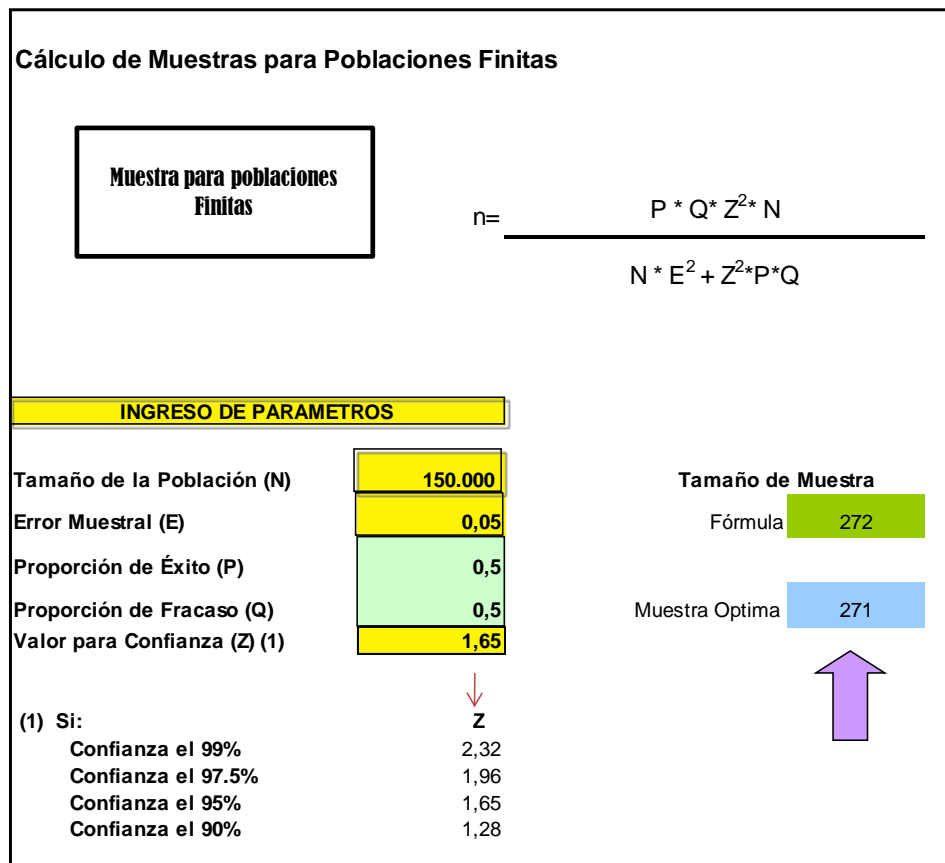 Cálculo de Muestras para Poblaciones Finitas
Muestra para poblaciones
Finitas
n=
P * Q* Z²* N
N * E² + Z²*P*Q
INGRESO DE PARAMETROS
Tamaño de la Población (N) 150.000 Tamaño de Muestra
Error Muestral (E) 0,05 Fórmula 272
Proporción de Éxito (P) 0,5
Proporción de Fracaso (Q) 0,5 Muestra Optima 271
Valor para Confianza (Z) (1) 1,65
(1) Si: Z
Confianza el 99% 2,32
Confianza el 97.5% 1,96
Confianza el 95% 1,65
Confianza el 90% 1,28